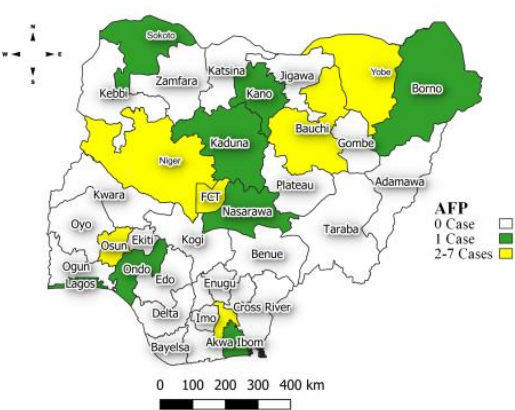 N
W E
S
Sokoto
Katsina
Jigawa
Yobe
Borno
Zamfara
Kebbi
Kano
Bauchi
Gombe
Kaduna
Niger
Plateau
Adamawa
FCT
Nasarawa
Kwara
Taraba
Oyo
Kogi
Osun
Ekiti
Benue
Ogun
Ondo
Lagos
Edo
Enugu
Cross River
Delta
Imo
Akwa Ibom
Bayelsa
AFP
0 Case
1 Case
2-7 Cases
0 100 200 300 400 km